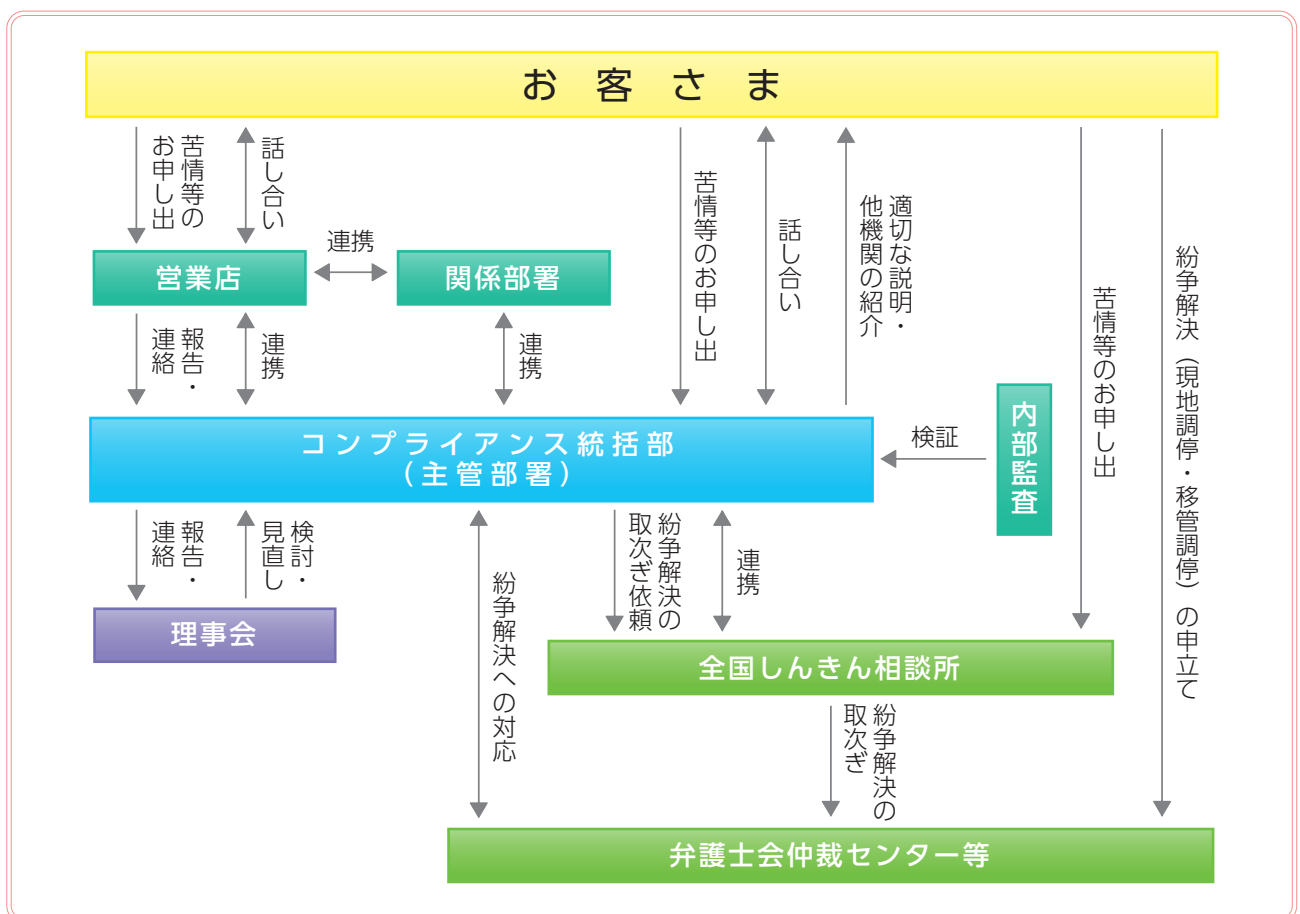 お客さま
苦情等の
お申し出
話し合い
苦情等のお申し出
話し合い
適切な説明・
他機関の紹介
苦情等のお申し出
紛争解決（現地調停・移管調停）の申立て
営業店
連携
関係部署
報告・
連絡
連携
連携
コンプライアンス統括部
（主管部署）
検証
内部監査
報告・
連絡
検討・
見直し
紛争解決への対応
紛争解決の
取次ぎ依頼
連携
理事会
全国しんきん相談所
紛争解決の
取次ぎ
弁護士会仲裁センター等